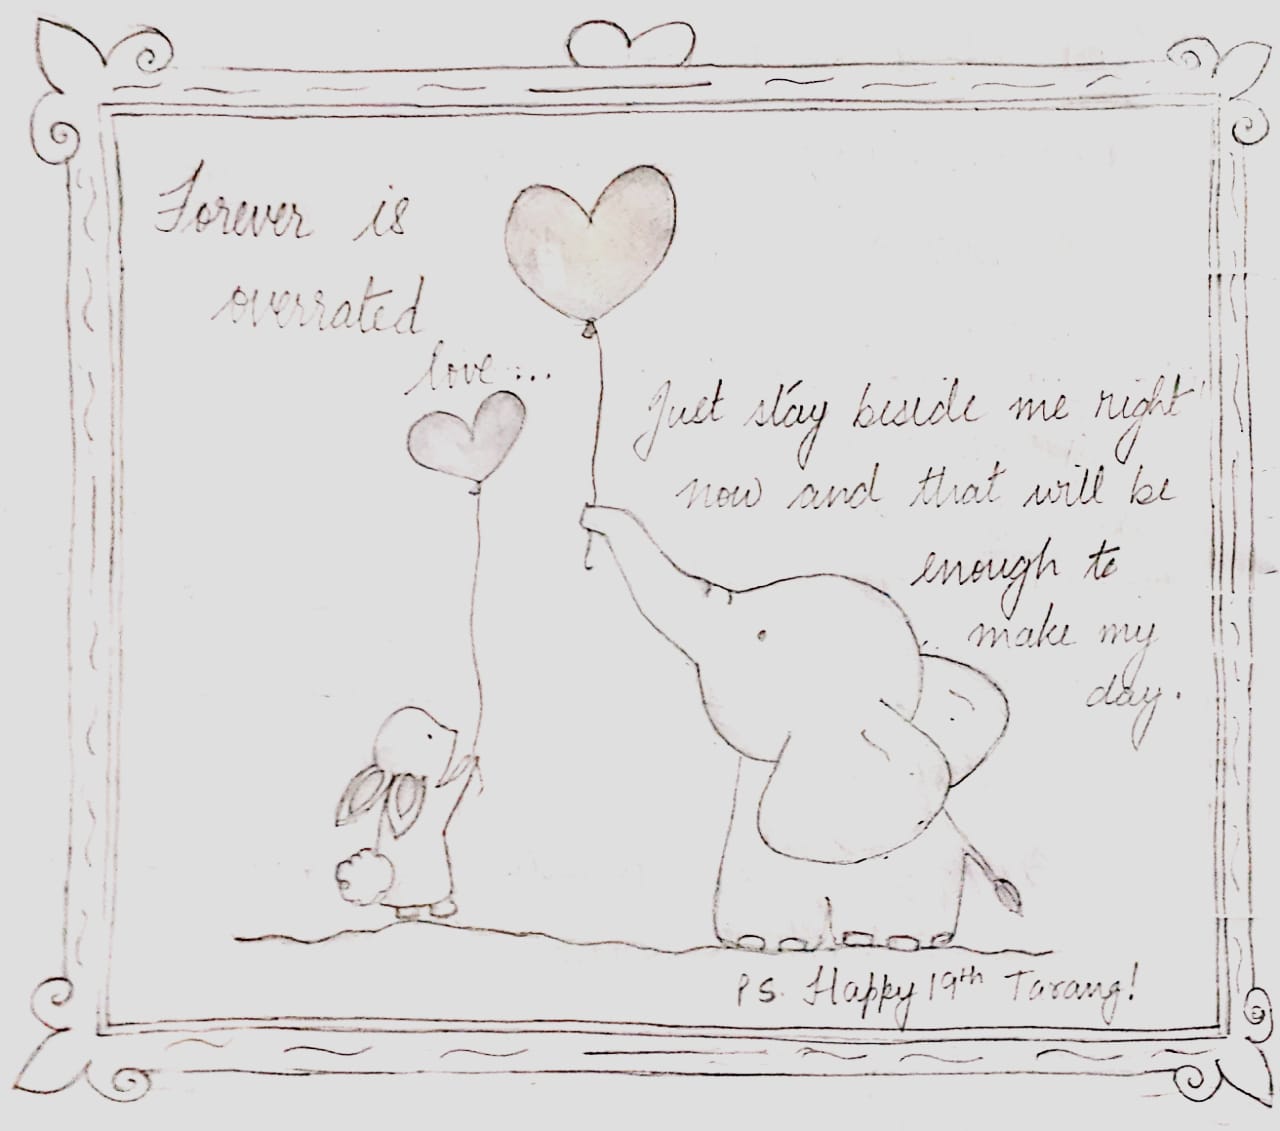 Forever is
overrated
love...
Just stay beside me right
now and that will be
enough to
make my
day.
PS. Happy 19th Tarang!